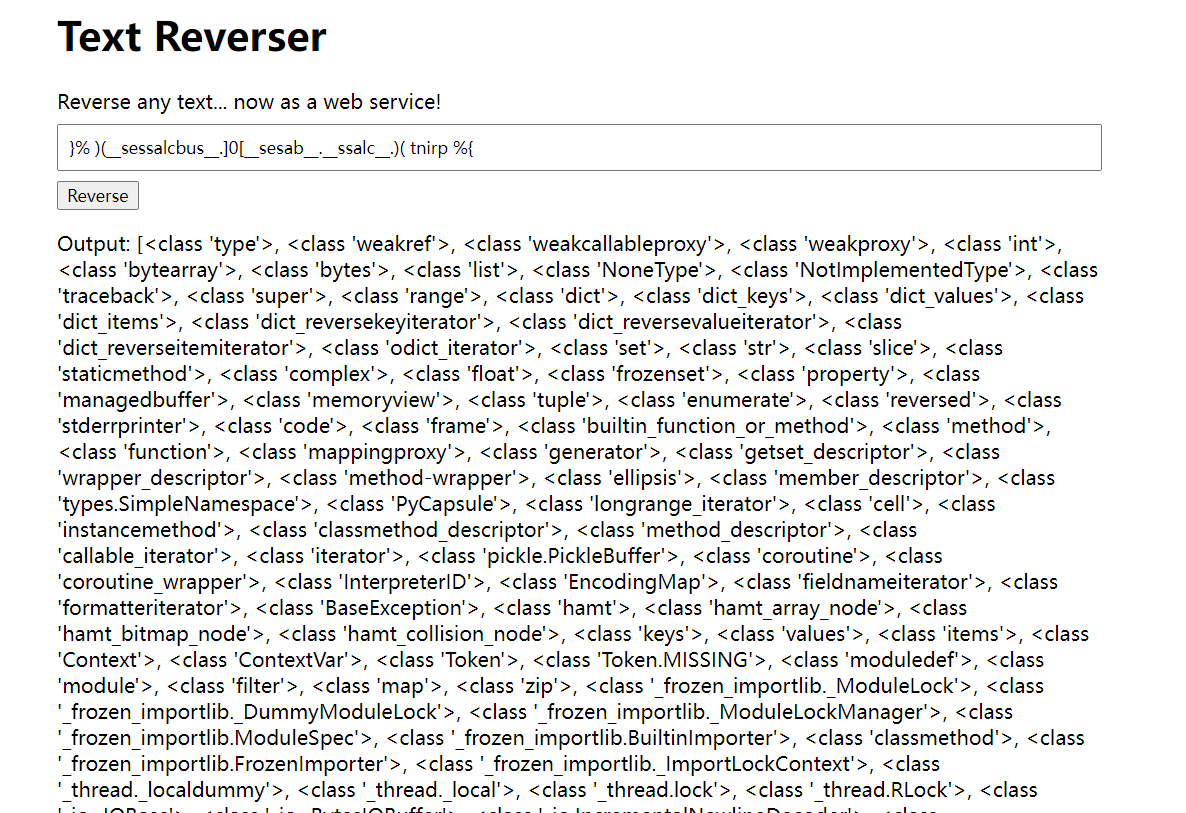 Text Reverser
Reverse any text... now as a web service!
}% )(__sessalcbus__.]0[__sesab__.__ssalc__.)( tnirp %{
Reverse
Output: [<class 'type'>, <class 'weakref'>, <class 'weakcallableproxy'>, <class 'weakproxy'>, <class 'int'>,
<class 'bytearray'>, <class 'bytes'>, <class 'list'>, <class 'NoneType'>, <class 'NotImplementedType'>, <class
'traceback'>, <class 'super'>, <class 'range'>, <class 'dict'>, <class 'dict_keys'>, <class 'dict_values'>, <class
'dict_items'>, <class 'dict_reversekeyiterator'>, <class 'dict_reversevalueiterator'>, <class
'dict_reverseitemiterator'>, <class 'odict_iterator'>, <class 'set'>, <class 'str'>, <class 'slice'>, <class
'staticmethod'>, <class 'complex'>, <class 'float'>, <class 'frozenset'>, <class 'property'>, <class
'managedbuffer'>, <class 'memoryview'>, <class 'tuple'>, <class 'enumerate'>, <class 'reversed'>, <class
'stderrprinter'>, <class 'code'>, <class 'frame'>, <class 'builtin_function_or_method'>, <class 'method'>,
<class 'function'>, <class 'mappingproxy'>, <class 'generator'>, <class 'getset_descriptor'>, <class
'wrapper_descriptor'>, <class 'method-wrapper'>, <class 'ellipsis'>, <class 'member_descriptor'>, <class
'types.SimpleNamespace'>, <class 'PyCapsule'>, <class 'longrange_iterator'>, <class 'cell'>, <class
'instancemethod'>, <class 'classmethod_descriptor'>, <class 'method_descriptor'>, <class
'callable_iterator'>, <class 'iterator'>, <class 'pickle.PickleBuffer'>, <class 'coroutine'>, <class
'coroutine_wrapper'>, <class 'InterpreterID'>, <class 'EncodingMap'>, <class 'fieldnameiterator'>, <class
'formatteriterator'>, <class 'BaseException'>, <class 'hamt'>, <class 'hamt_array_node'>, <class
'hamt_bitmap_node'>, <class 'hamt_collision_node'>, <class 'keys'>, <class 'values'>, <class 'items'>, <class
'Context'>, <class 'ContextVar'>, <class 'Token'>, <class 'Token.MISSING'>, <class 'moduledef'>, <class
'module'>, <class 'filter'>, <class 'map'>, <class 'zip'>, <class '_frozen_importlib._ModuleLock'>, <class
'_frozen_importlib._DummyModuleLock'>, <class '_frozen_importlib._ModuleLockManager'>, <class
'_frozen_importlib.ModuleSpec'>, <class '_frozen_importlib.BuiltinImporter'>, <class 'classmethod'>, <class
'_frozen_importlib.FrozenImporter'>, <class '_frozen_importlib._ImportLockContext'>, <class
'_thread._localdummy'>, <class '_thread._local'>, <class '_thread.lock'>, <class '_thread.RLock'>, <class